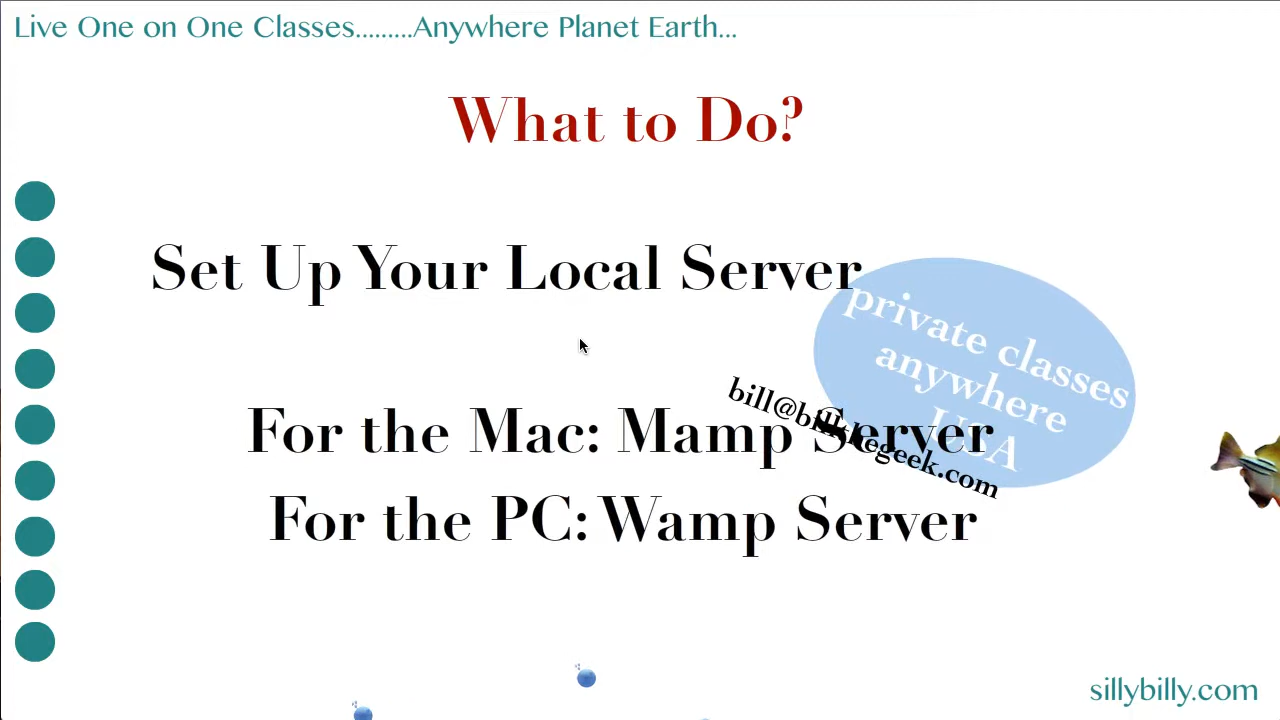 Live One on One Classes.........Anywhere Planet Earth...
What to Do?
Set Up Your Local Server
private classes
anywhere
USA
For the Mac: Mamp Server
For the PC: Wamp Server
sillybilly.com